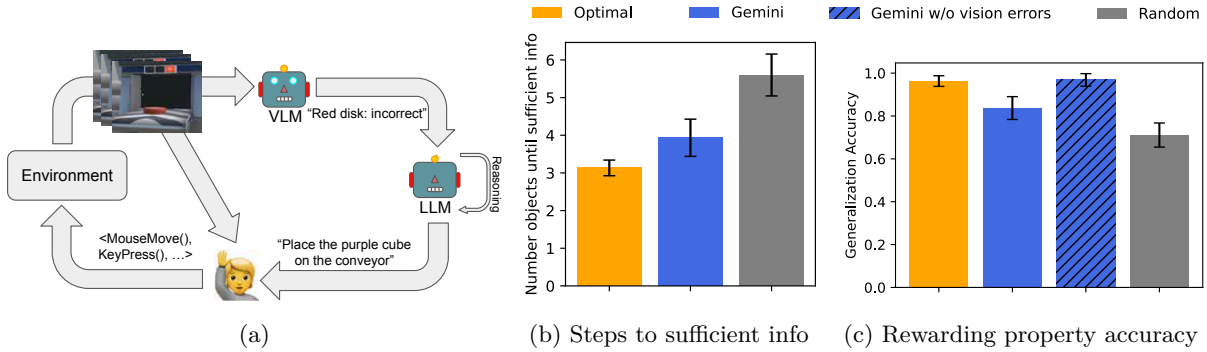 Optimal
Gemini
Gemini w/o vision errors
Random
VLM
“Red disk: incorrect”
Reasoning
LLM
Environment
<MouseMove(),
KeyPress(), ...>
“Place the purple cube
on the conveyor”
(a)
Number objects until sufficient info
6
5
4
3
2
1
0
(b) Steps to sufficient info
Generalization Accuracy
1.0
0.8
0.6
0.4
0.2
0.0
(c) Rewarding property accuracy